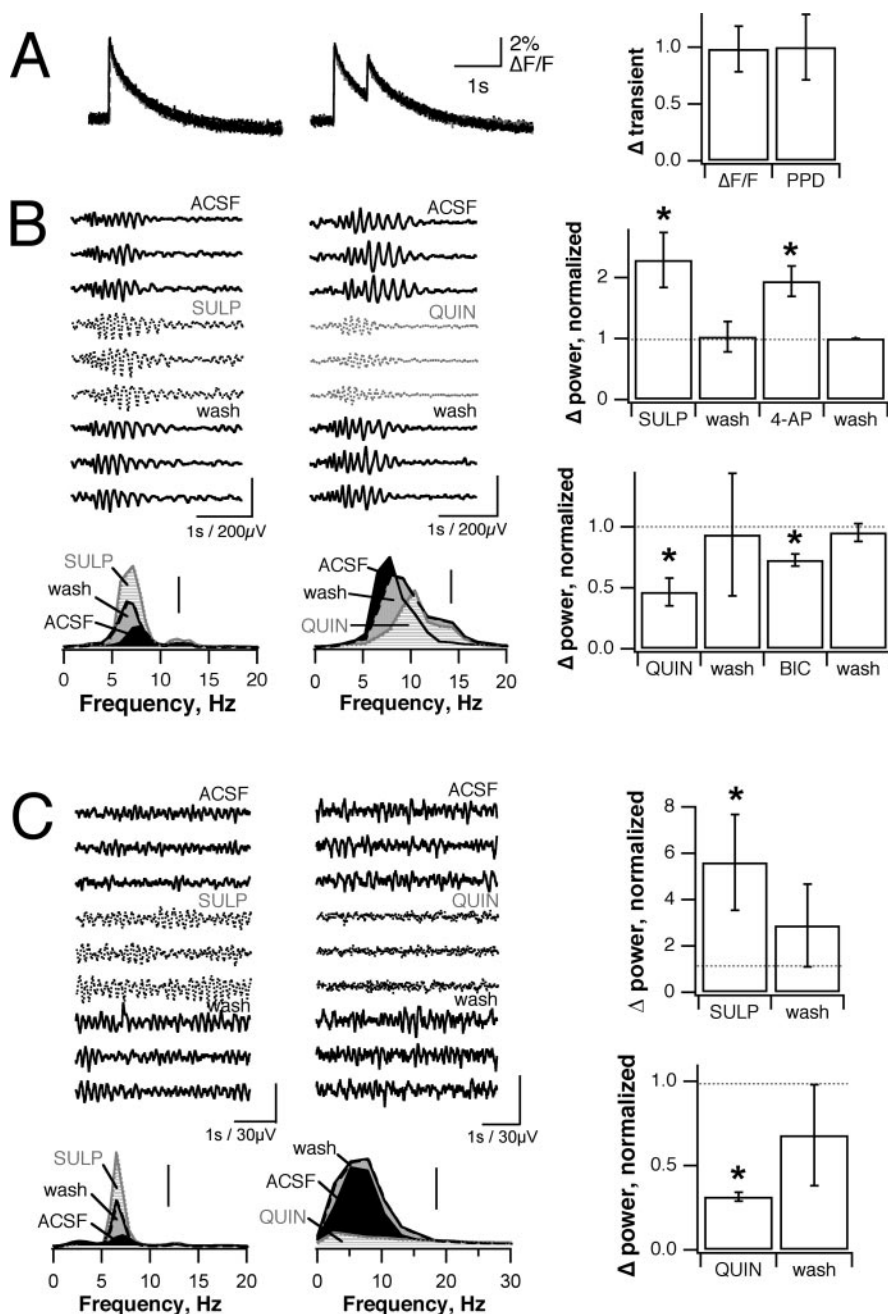 A
2%
ΔF/F
1s
Δ transient
1.0
0.5
0.0
ΔF/F PPD
B
ACSF
SULP
wash
1s / 200µV
ACSF
QUIN
wash
1s / 200µV
SULP
wash
ACSF
0 5 10 15 20
Frequency, Hz
ACSF
wash
QUIN
0 5 10 15 20
Frequency, Hz
Δ power, normalized
2
1
0
* *
SULP wash 4-AP wash
Δ power, normalized
1.0
0.5
0.0
* *
QUIN wash BIC wash
C
ACSF
SULP
wash
1s / 30µV
ACSF
QUIN
wash
1s / 30µV
SULP
wash
ACSF
0 5 10 15 20
Frequency, Hz
wash
ACSF
QUIN
0 10 20 30
Frequency, Hz
Δ power, normalized
8
6
4
2
0
*
SULP wash
Δ power, normalized
1.0
0.5
0.0
*
QUIN wash